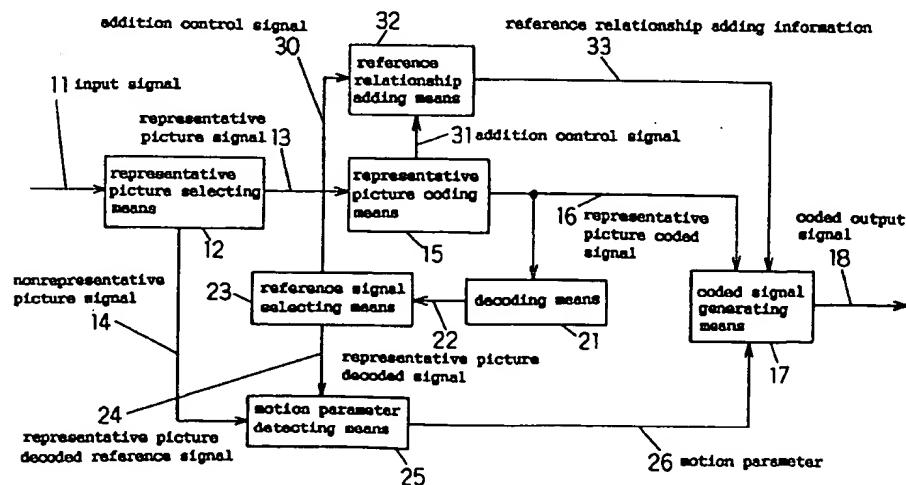 addition control signal
30
32
reference relationship adding information
33
reference
relationship
adding means
11 input signal
representative
picture signal
13
31 addition control signal
representative
picture selecting
means
12
representative
picture coding
means
15
16
representative
picture coded
signal
coded output
signal
18
nonrepresentative
picture signal
14
23
reference signal
selecting means
22
decoding means
21
coded signal
generating
means
17
representative picture
decoded signal
24
representative picture
decoded reference signal
motion parameter
detecting means
25
26 motion parameter